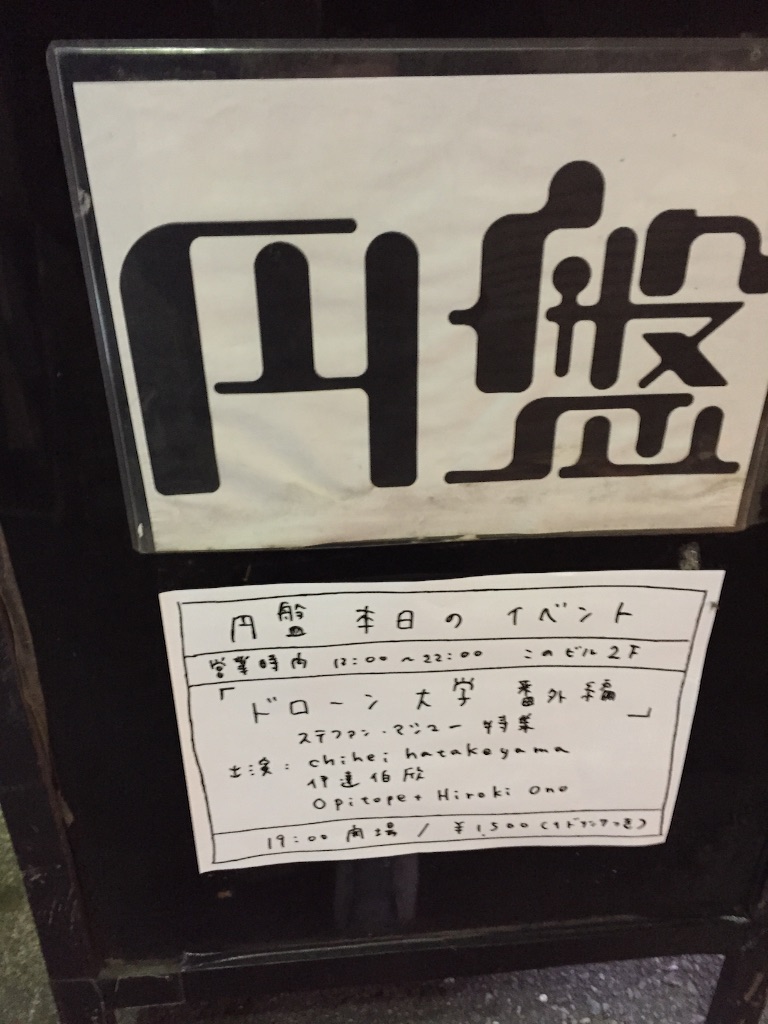 円盤
円盤 本日の イベント
営業時間 12:00～22:00 このビル2F
「ドローン大学 番外編」
ステファン・マシュー 特集
出演: chihei hatakeyama
伊達伯欣
Opitope+ Hiroki Ono
19:00 開場 / ¥1,500(1ドリンクつき)